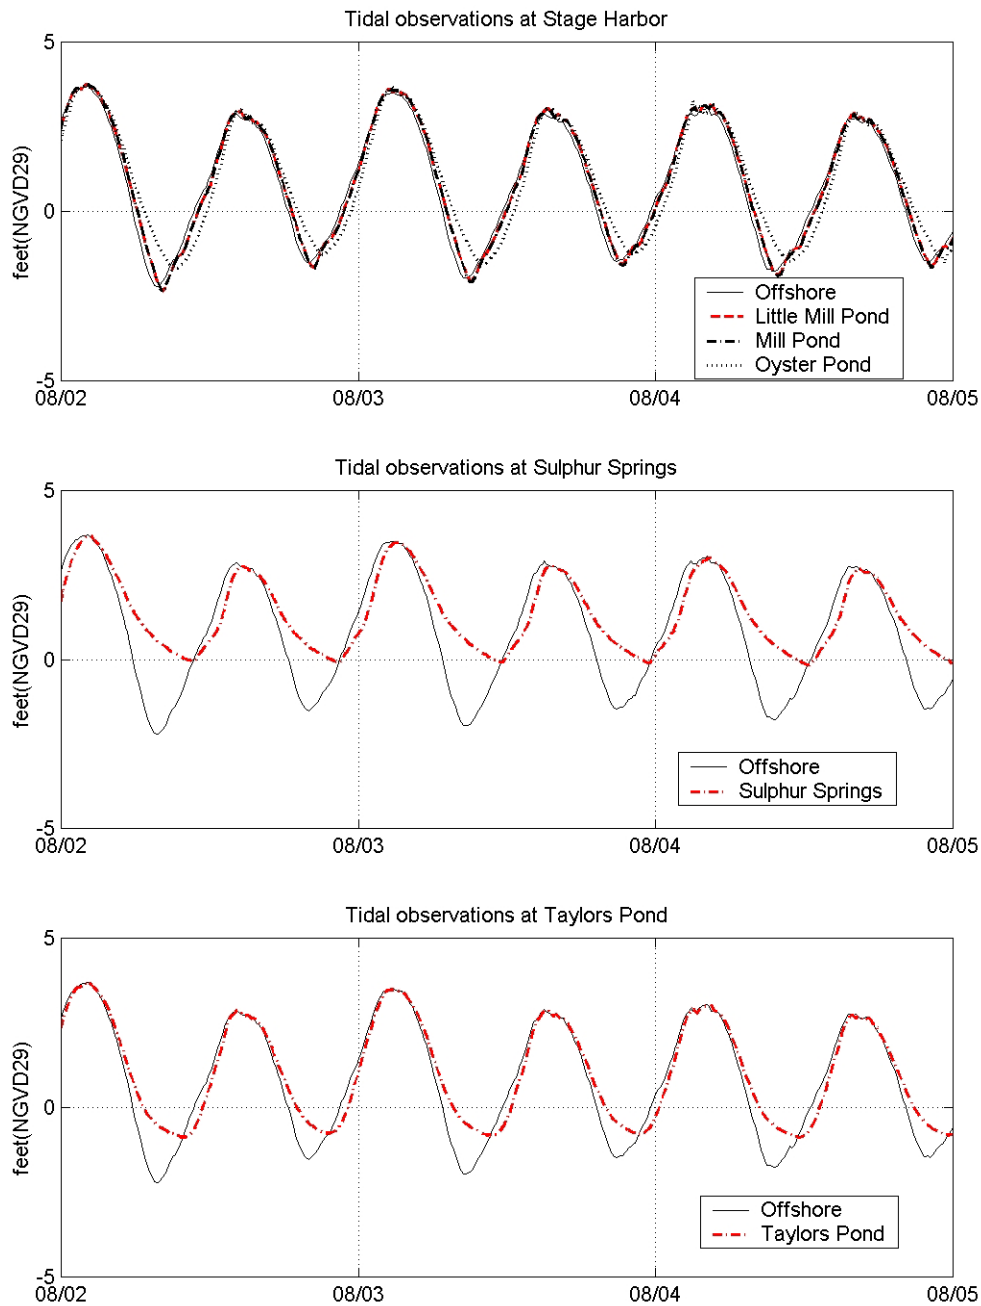 Tidal observations at Stage Harbor
5
0
-5
feet(NGVD29)
Offshore
Little Mill Pond
Mill Pond
Oyster Pond
08/02 08/03 08/04 08/05
Tidal observations at Sulphur Springs
5
0
-5
feet(NGVD29)
Offshore
Sulphur Springs
08/02 08/03 08/04 08/05
Tidal observations at Taylors Pond
5
0
-5
feet(NGVD29)
Offshore
Taylors Pond
08/02 08/03 08/04 08/05